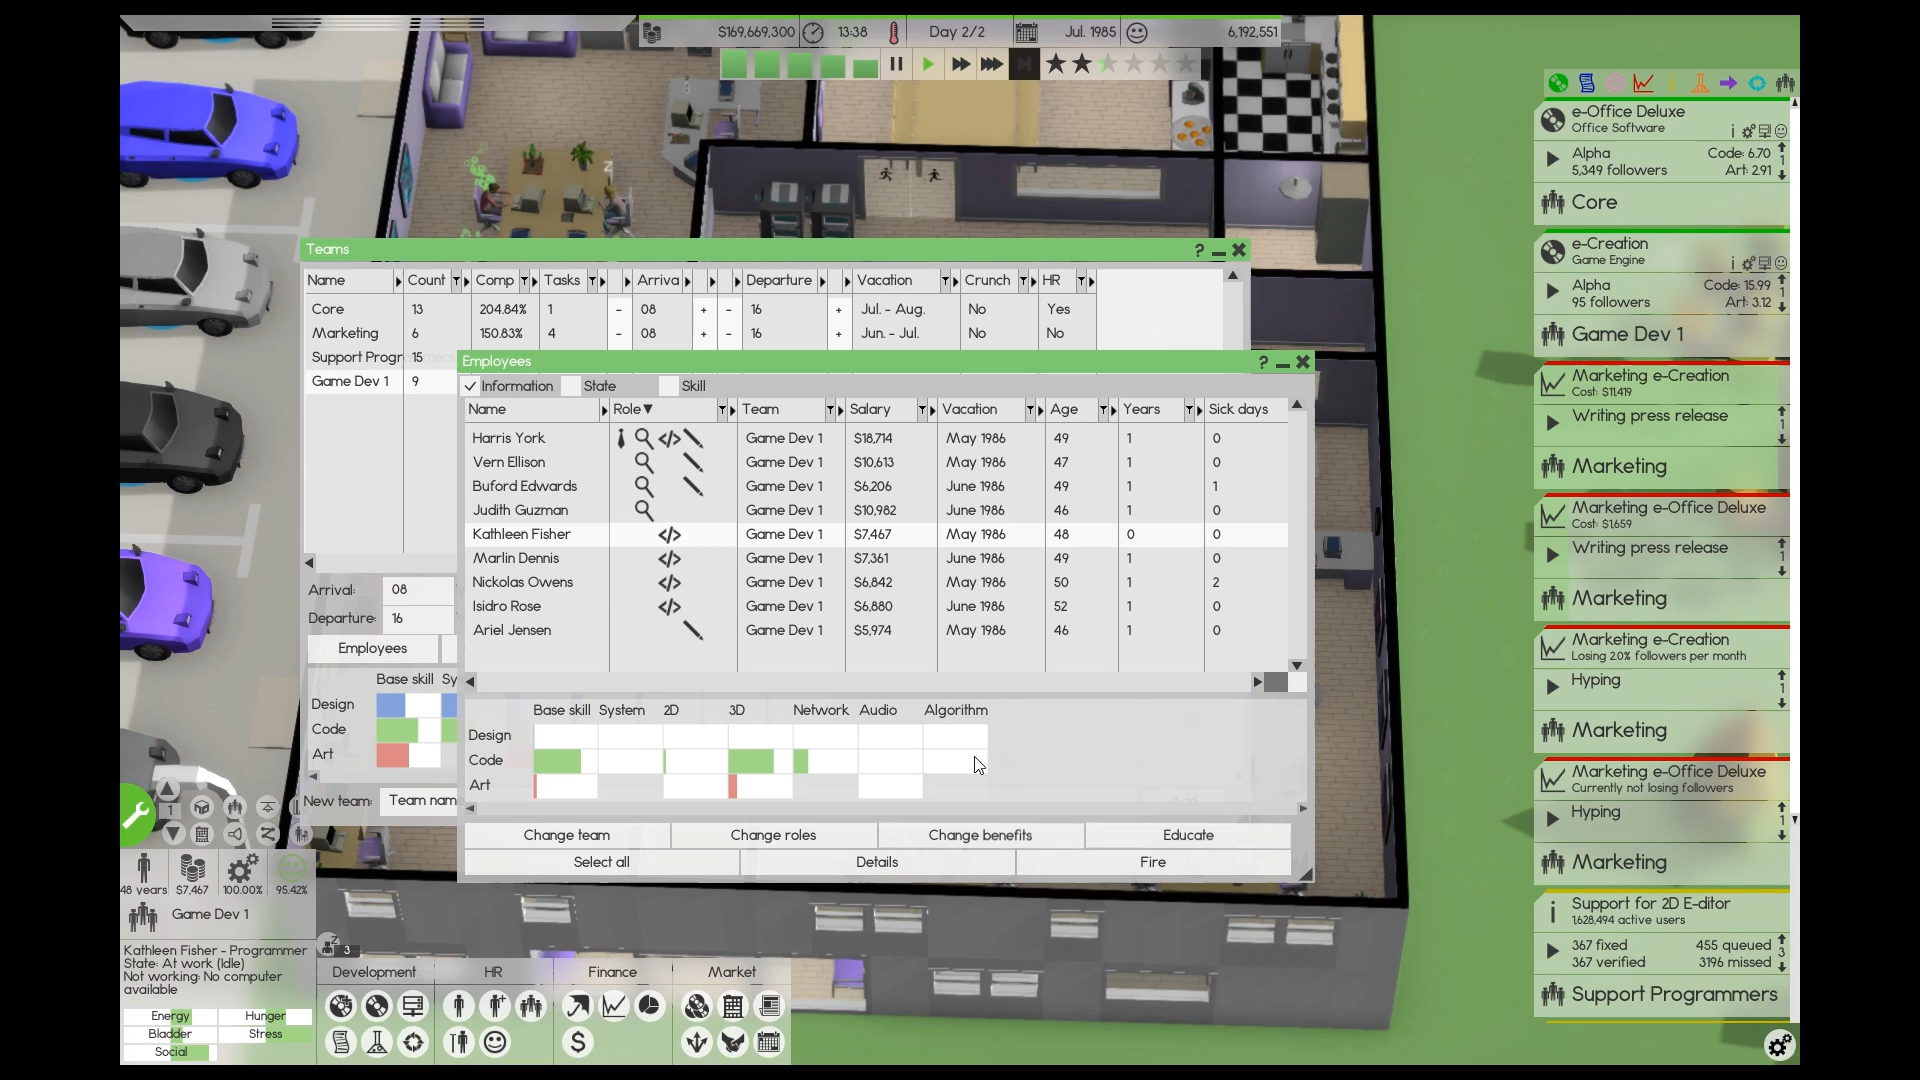 $169,669,300 13:38 Day 2/2 Jul. 1985 6,192,551
e-Office Deluxe
Office Software
Alpha Code: 6.70
5,349 followers Art: 2.91
1
Core
e-Creation
Game Engine
Alpha Code: 15.99
95 followers Art: 3.12
1
Game Dev 1
Marketing e-Creation
Cost: $11,419
Writing press release
1
Marketing
Marketing e-Office Deluxe
Cost: $1,659
Writing press release
1
Marketing
Marketing e-Creation
Losing 2.0% followers per month
Hyping
1
Marketing
Marketing e-Office Deluxe
Currently not losing followers
Hyping
1
Marketing
Support for 2D E-ditor
1,628,494 active users
367 fixed 455 queued
367 verified 3196 missed
3
Support Programmers
Teams
?
Name Count Comp Tasks Arriva Departure Vacation Crunch HR
Core 13 204.84% 1 - 08 + - 16 + Jul. - Aug. No Yes
Marketing 6 150.83% 4 - 08 + - 16 + Jun. - Jul. No No
Support Programmers 15
Game Dev 1 9
Arrival: 08
Departure: 16
Employees
Base skill Sy
Design
Code
Art
New team: Team nam
Employees
?
Information State Skill
Name Role Team Salary Vacation Age Years Sick days
Harris York Game Dev 1 $18,714 May 1986 49 1 0
Vern Ellison Game Dev 1 $10,613 May 1986 47 1 0
Buford Edwards Game Dev 1 $6,206 June 1986 49 1 1
Judith Guzman Game Dev 1 $10,982 June 1986 46 1 0
Kathleen Fisher </> Game Dev 1 $7,467 May 1986 48 0 0
Marlin Dennis </> Game Dev 1 $7,361 June 1986 49 1 0
Nickolas Owens </> Game Dev 1 $6,842 May 1986 50 1 2
Isidro Rose </> Game Dev 1 $6,880 June 1986 52 1 0
Ariel Jensen Game Dev 1 $5,974 May 1986 46 1 0
Base skill System 2D 3D Network Audio Algorithm
Design
Code
Art
Change team Change roles Change benefits Educate
Select all Details Fire
1
48 years $7,467 100.00% 95.42%
Game Dev 1
Kathleen Fisher - Programmer
State: At work (Idle)
Not working: No computer
available
Energy Hunger
Bladder Stress
Social
3
Development HR Finance Market